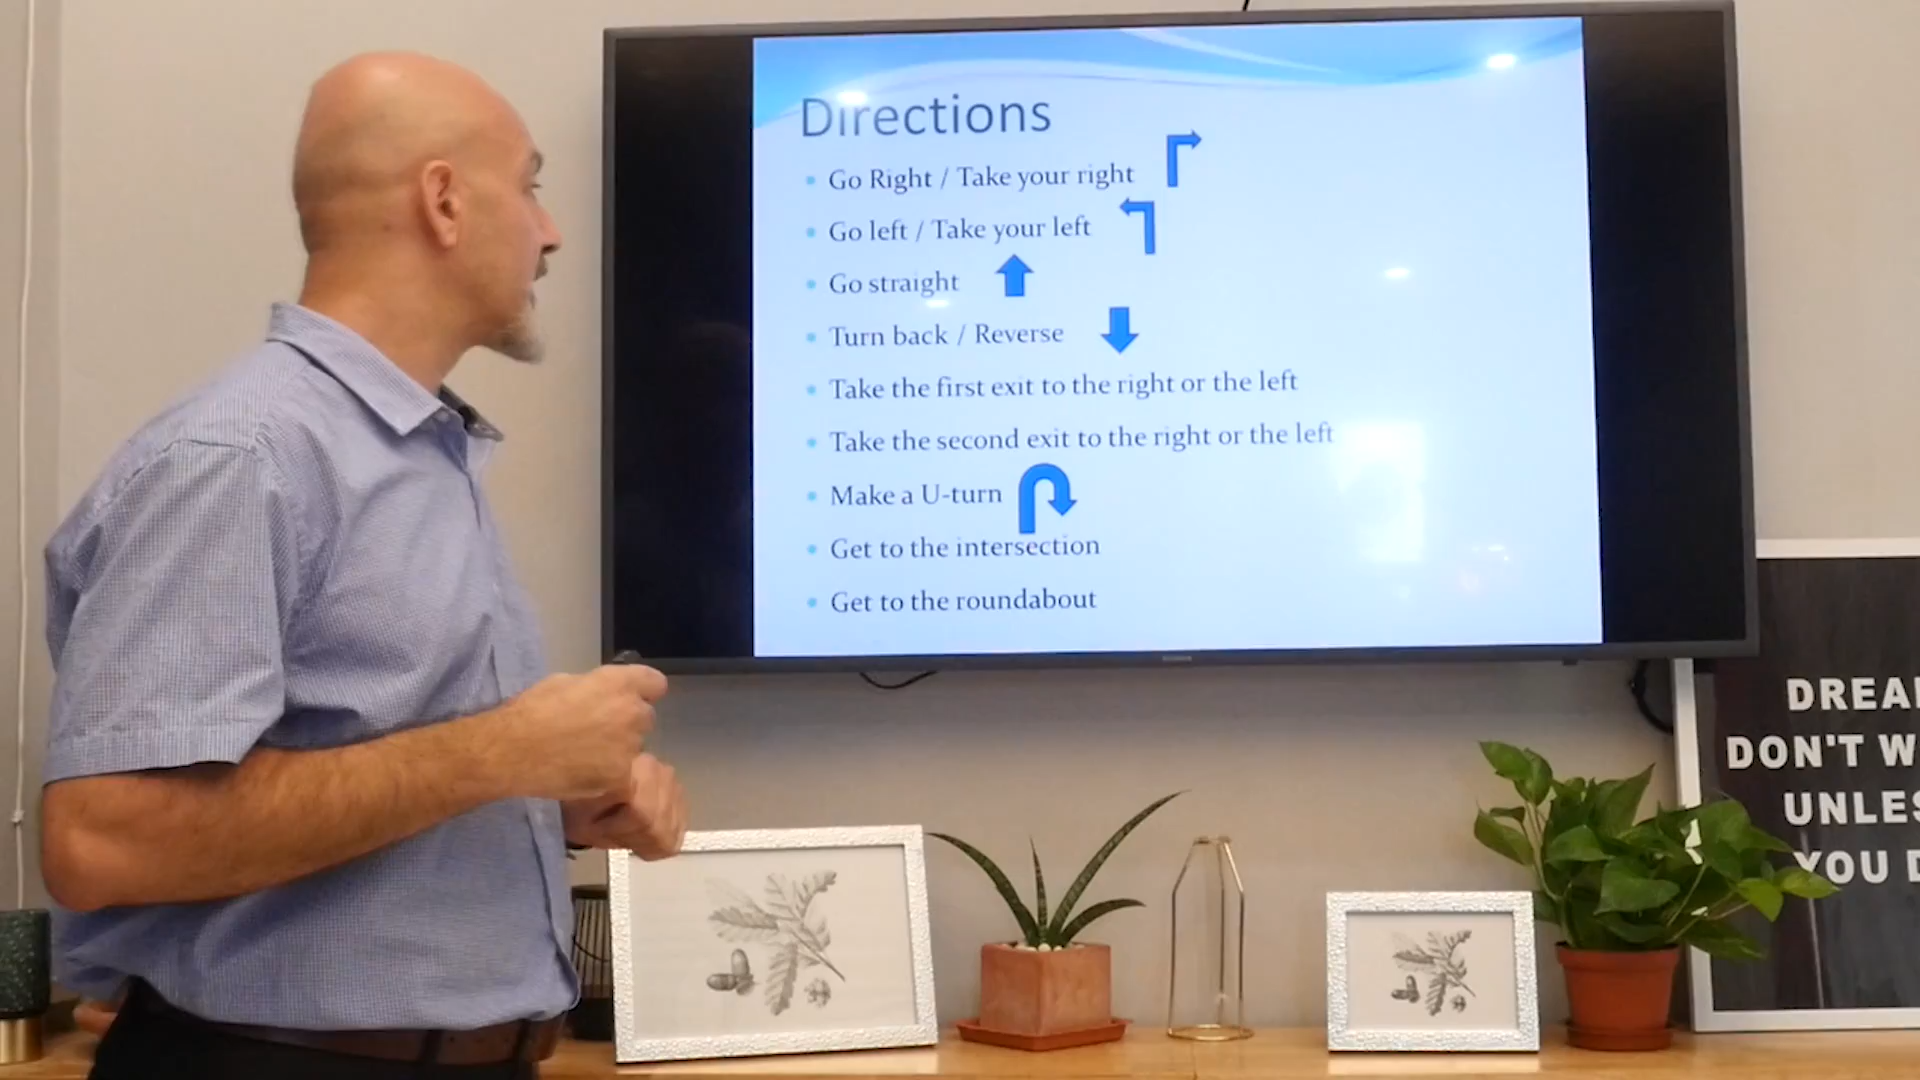 Directions
Go Right / Take your right
Go left / Take your left
Go straight
Turn back / Reverse
Take the first exit to the right or the left
Take the second exit to the right or the left
Make a U-turn
Get to the intersection
Get to the roundabout
DON'T
YOU